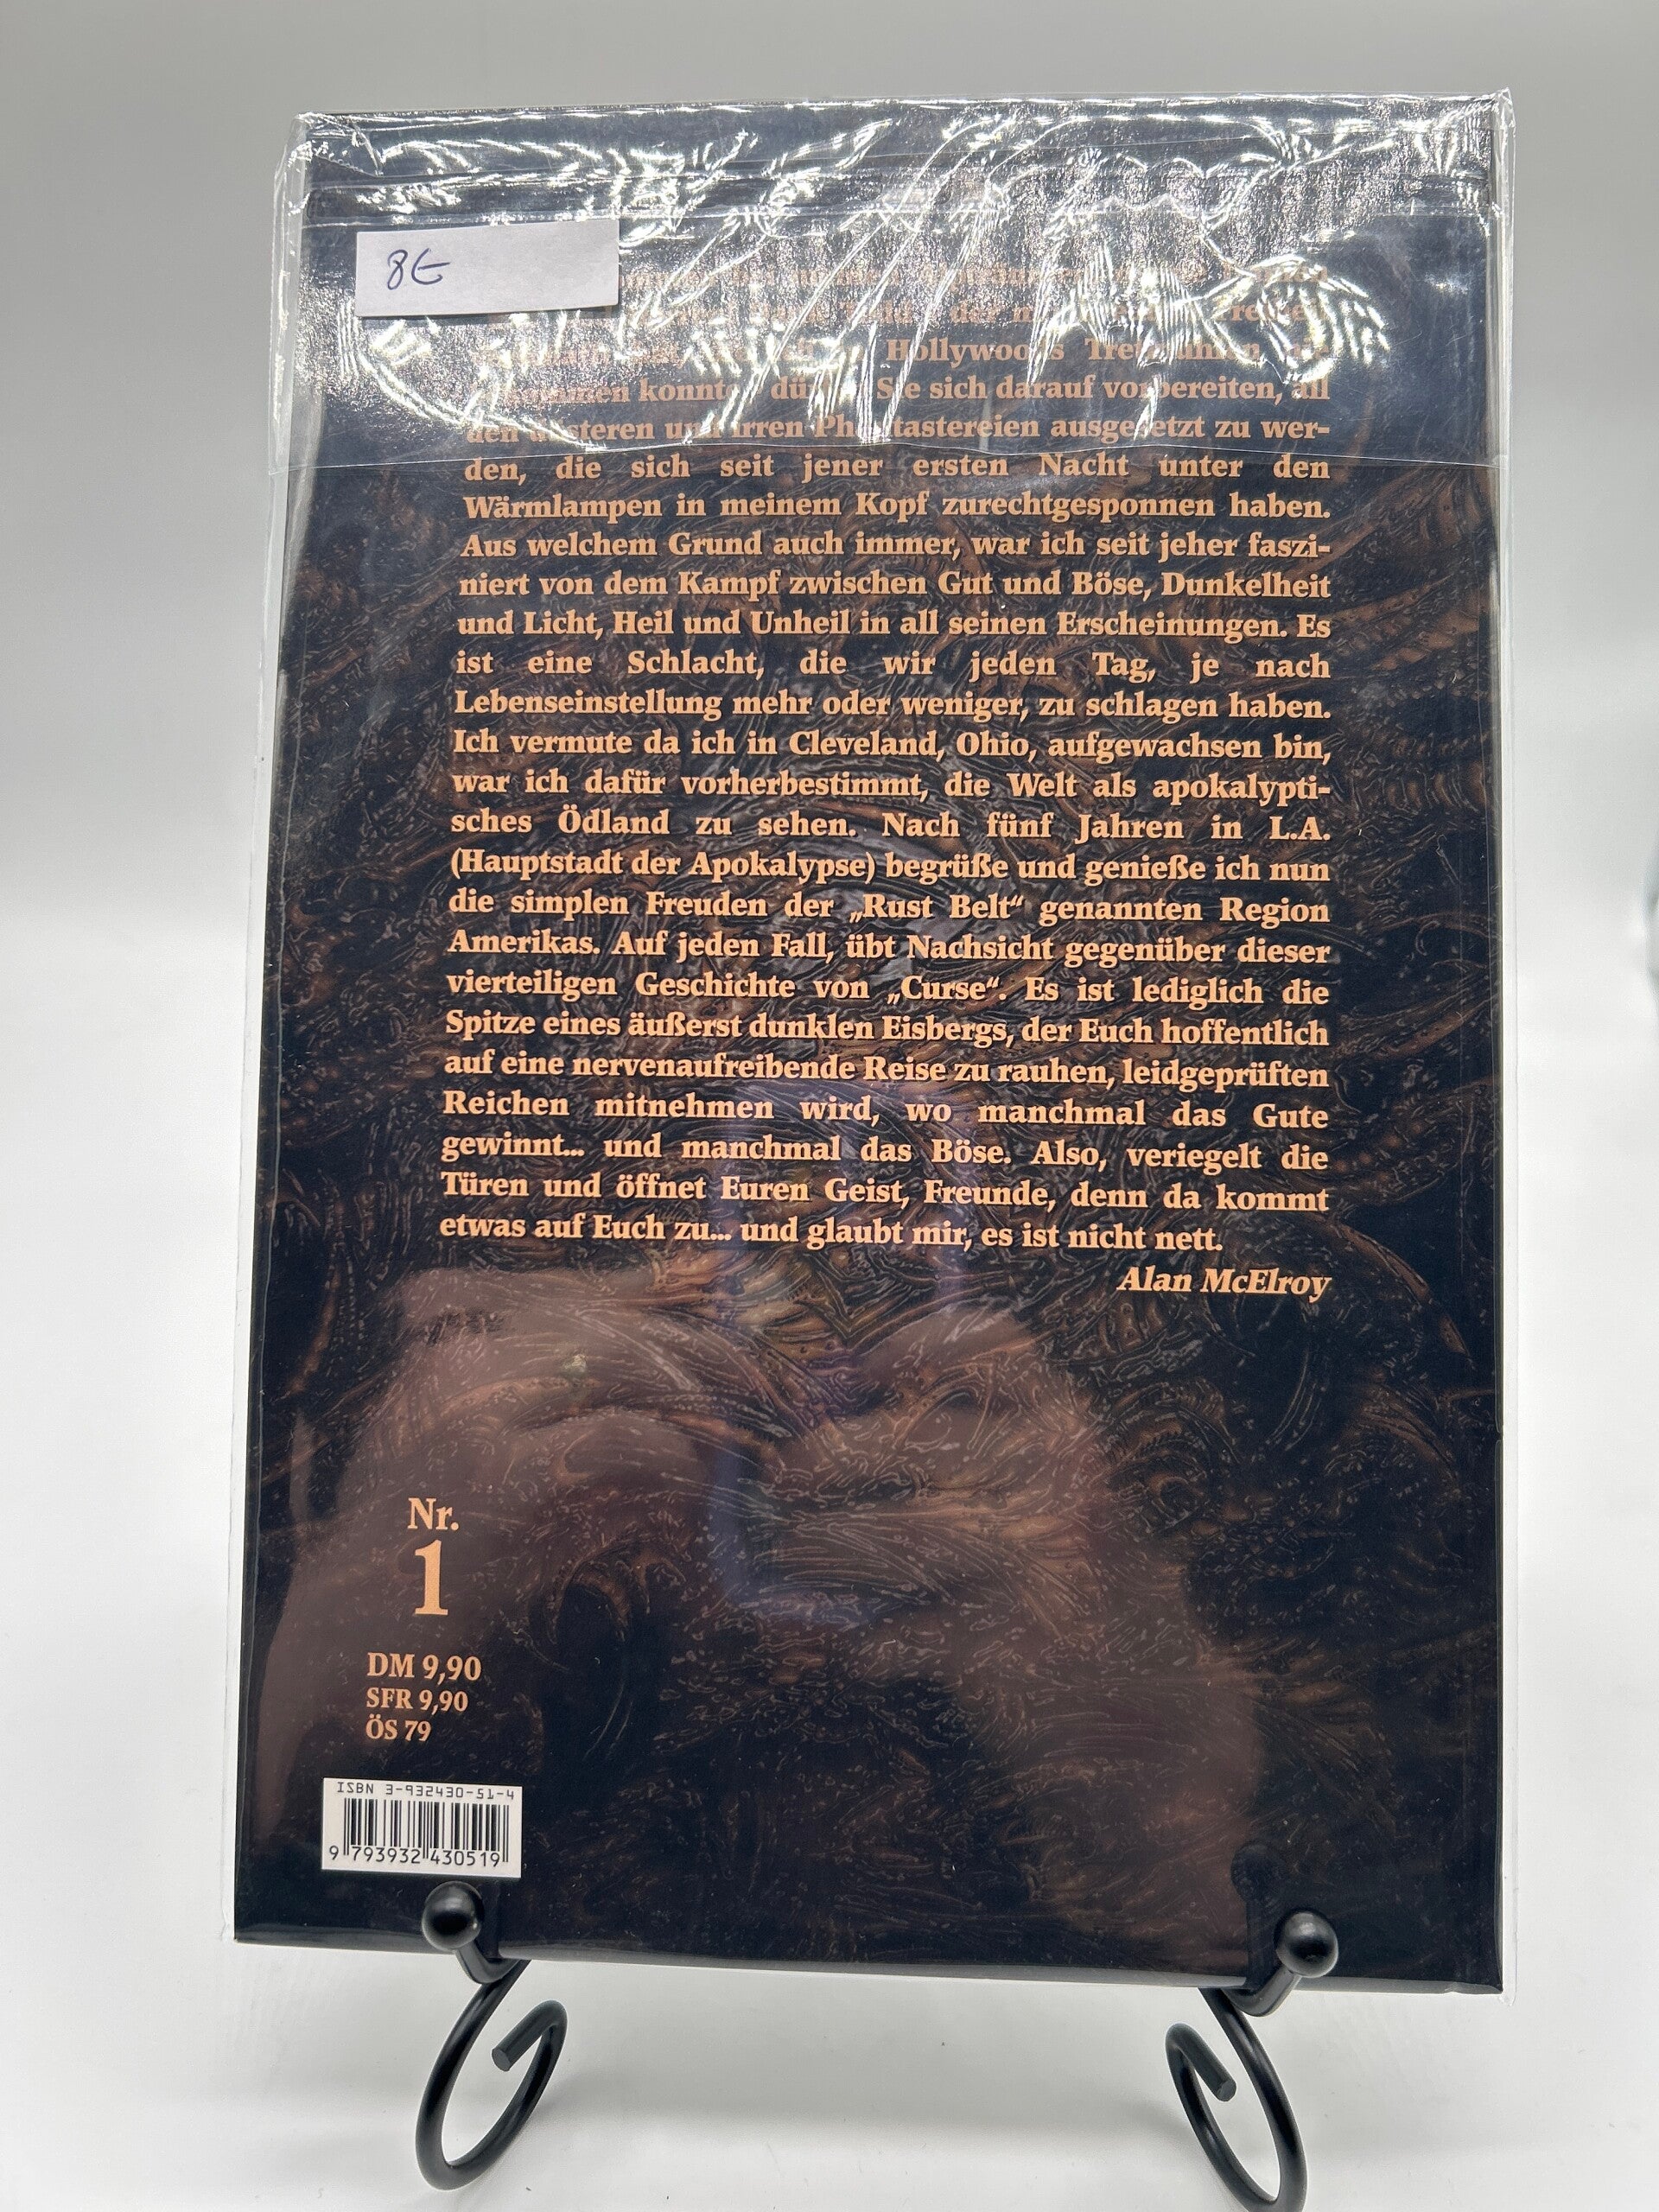 8€
der
Hollywoods
konnte, Sie sich darauf vorbereiten, all
den und irren Phantastereien ausgesetzt zu wer-
den, die sich seit jener ersten Nacht unter den
Wärmlampen in meinem Kopf zurechtgesponnen haben.
Aus welchem Grund auch immer, war ich seit jeher faszi-
niert von dem Kampf zwischen Gut und Böse, Dunkelheit
und Licht, Heil und Unheil in all seinen Erscheinungen. Es
ist eine Schlacht, die wir jeden Tag, je nach
Lebenseinstellung mehr oder weniger, zu schlagen haben.
Ich vermute da ich in Cleveland, Ohio, aufgewachsen bin,
war ich dafür vorherbestimmt, die Welt als apokalypti-
sches Ödland zu sehen. Nach fünf Jahren in L.A.
(Hauptstadt der Apokalypse) begrüße und genieße ich nun
die simplen Freuden der „Rust Belt“ genannten Region
Amerikas. Auf jeden Fall, übt Nachsicht gegenüber dieser
vierteiligen Geschichte von „Curse“. Es ist lediglich die
Spitze eines äußerst dunklen Eisbergs, der Euch hoffentlich
auf eine nervenaufreibende Reise zu rauhen, leidgeprüften
Reichen mitnehmen wird, wo manchmal das Gute
gewinnt... und manchmal das Böse. Also, veriegelt die
Türen und öffnet Euren Geist, Freunde, denn da kommt
etwas auf Euch zu... und glaubt mir, es ist nicht nett.
Alan McElroy
Nr.
1
DM 9,90
SFR 9,90
ÖS 79
ISBN 3-932430-51-4
9 793932 430519